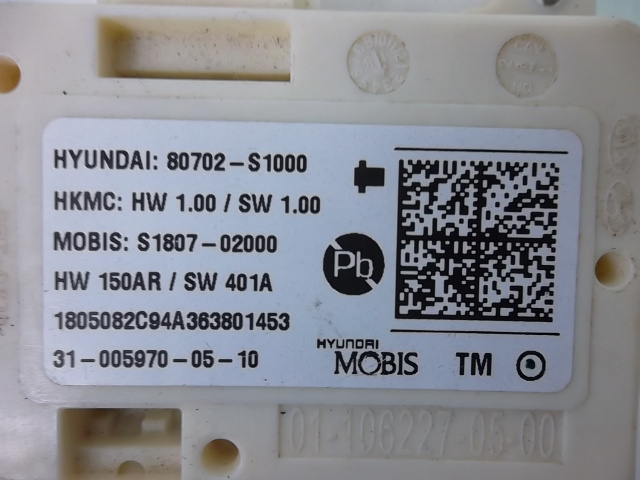 HYUNDAI: 80702-S1000
HKMC: HW 1.00 / SW 1.00
MOBIS: S1807-02000
HW 150AR / SW 401A
1805082C94A363801453
31-005970-05-10
Pb
HYUNDAI
MOBIS
TM
01-106227-05-00